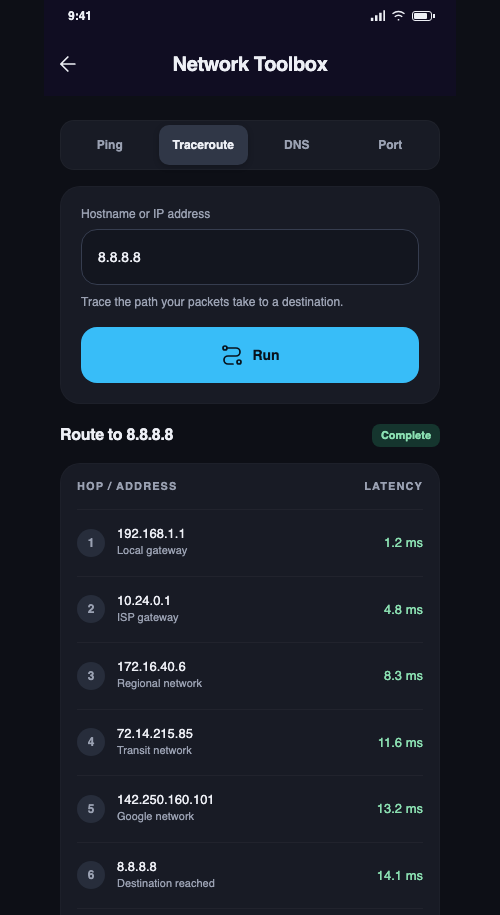 9:41
Network Toolbox
Ping
Traceroute
DNS
Port
Hostname or IP address
8.8.8.8
Trace the path your packets take to a destination.
Run
Route to 8.8.8.8
Complete
HOP / ADDRESS
LATENCY
1
192.168.1.1
Local gateway
1.2 ms
2
10.24.0.1
ISP gateway
4.8 ms
3
172.16.40.6
Regional network
8.3 ms
4
72.14.215.85
Transit network
11.6 ms
5
142.250.160.101
Google network
13.2 ms
6
8.8.8.8
Destination reached
14.1 ms